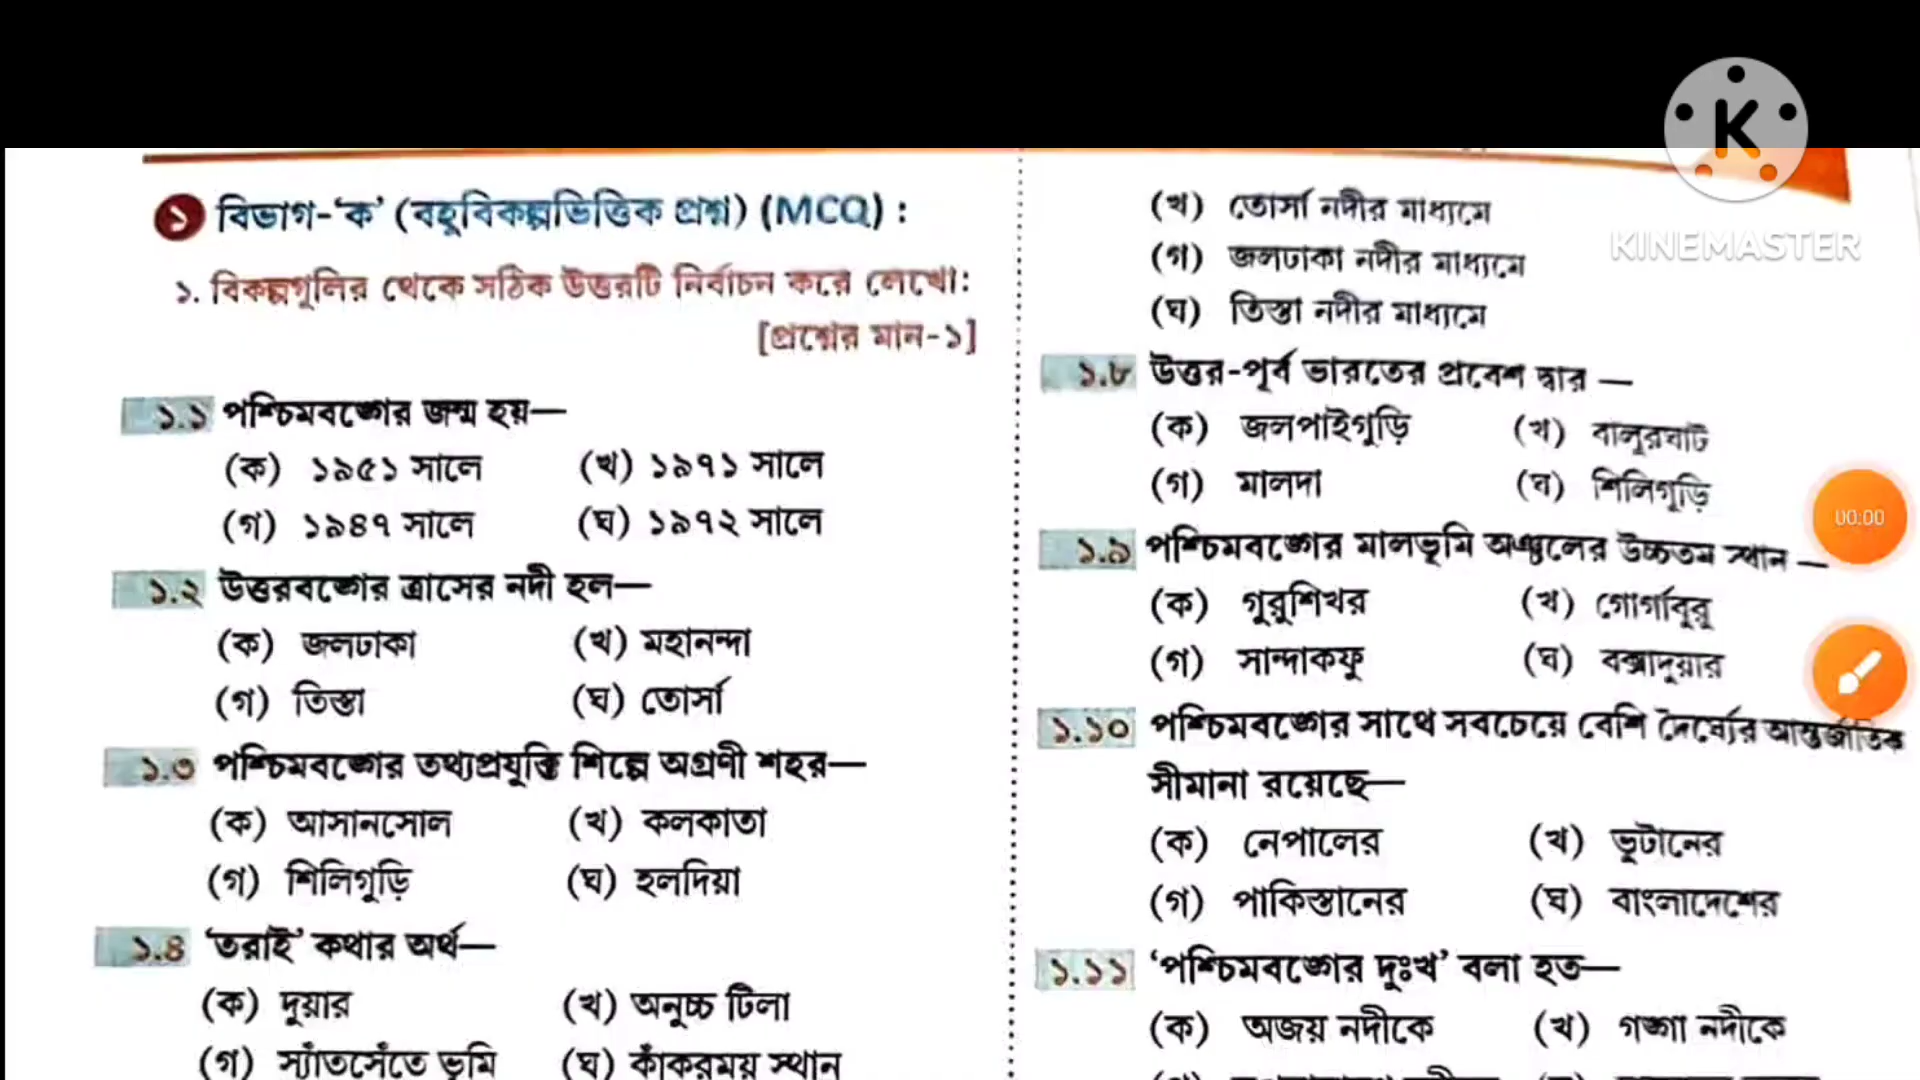 ১ বিভাগ-‘ক’ (বহুবিকল্পভিত্তিক প্রশ্ন) (MCQ) :
১. বিকল্পগুলির থেকে সঠিক উত্তরটি নির্বাচন করে লেখো:
[প্রশ্নের মান-১]
১.১ পশ্চিমবঙ্গের জন্ম হয়—
(ক) ১৯৫১ সালে (খ) ১৯৭১ সালে
(গ) ১৯৪৭ সালে (ঘ) ১৯৭২ সালে
১.২ উত্তরবঙ্গের ত্রাসের নদী হল—
(ক) জলঢাকা (খ) মহানন্দা
(গ) তিস্তা (ঘ) তোর্সা
১.৩ পশ্চিমবঙ্গের তথ্যপ্রযুক্তি শিল্পে অগ্রণী শহর—
(ক) আসানসোল (খ) কলকাতা
(গ) শিলিগুড়ি (ঘ) হলদিয়া
১.৪ ‘তরাই’ কথার অর্থ—
(ক) দুয়ার (খ) অনুচ্চ টিলা
(গ) স্যাঁতসেঁতে ভূমি (ঘ) কাঁকরময় স্থান
(খ) তোর্সা নদীর মাধ্যমে
(গ) জলঢাকা নদীর মাধ্যমে
(ঘ) তিস্তা নদীর মাধ্যমে
১.৮ উত্তর-পূর্ব ভারতের প্রবেশ দ্বার —
(ক) জলপাইগুড়ি (খ) বালুরঘাট
(গ) মালদা (ঘ) শিলিগুড়ি
১.৯ পশ্চিমবঙ্গের মালভূমি অঞ্চলের উচ্চতম স্থান —
(ক) গুরুশিখর (খ) গোর্গাবুরু
(গ) সান্দাকফু (ঘ) বক্সাদুয়ার
১.১০ পশ্চিমবঙ্গের সাথে সবচেয়ে বেশি দৈর্ঘ্যের আন্তর্জাতিক
সীমানা রয়েছে—
(ক) নেপালের (খ) ভুটানের
(গ) পাকিস্তানের (ঘ) বাংলাদেশের
১.১১ ‘পশ্চিমবঙ্গের দুঃখ’ বলা হত—
(ক) অজয় নদীকে (খ) গঙ্গা নদীকে
K
KINEMASTER
00:00